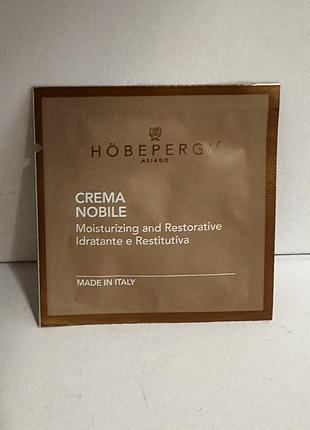 HÖBEPERGH
ASIAGO
CREMA
NOBILE
Moisturizing and Restorative
Idratante e Restitutiva
MADE IN ITALY